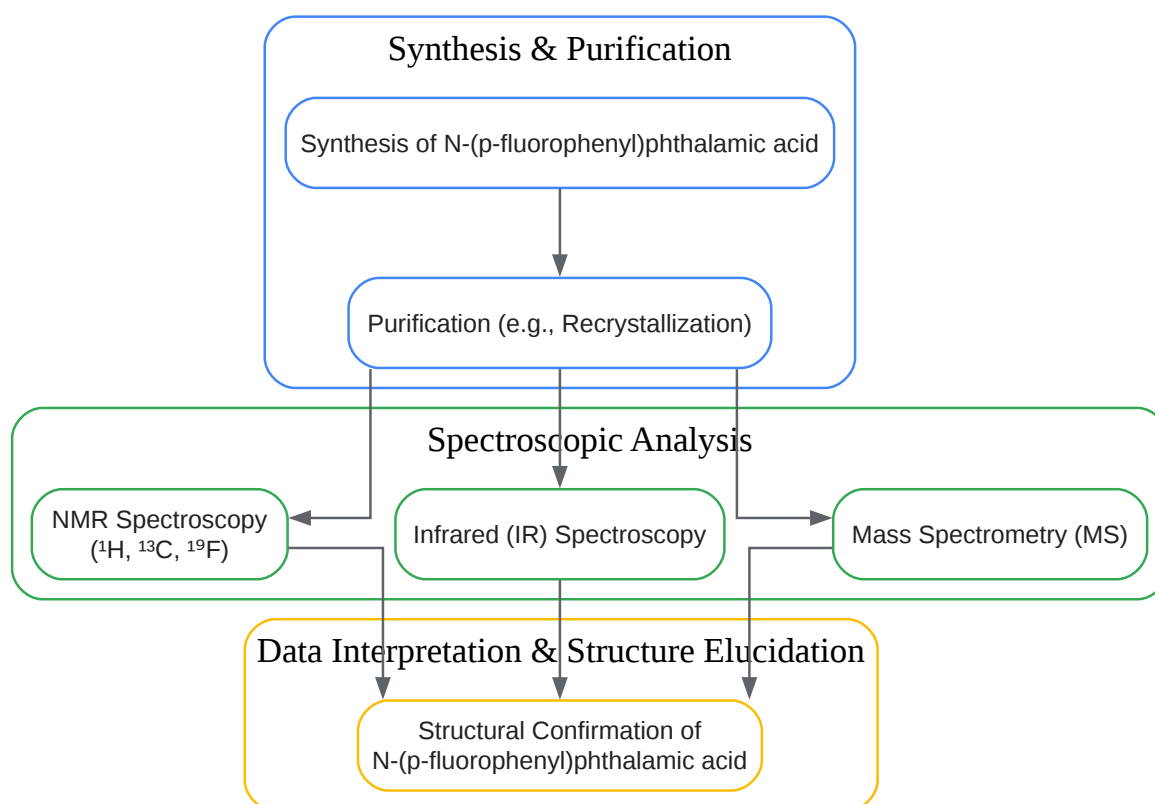 Synthesis & Purification
Synthesis of N-(p-fluorophenyl)phthalamic acid
Purification (e.g., Recrystallization)
Spectroscopic Analysis
NMR Spectroscopy
(¹H, ¹³C, ¹⁹F)
Infrared (IR) Spectroscopy
Mass Spectrometry (MS)
Data Interpretation & Structure Elucidation
Structural Confirmation of
N-(p-fluorophenyl)phthalamic acid